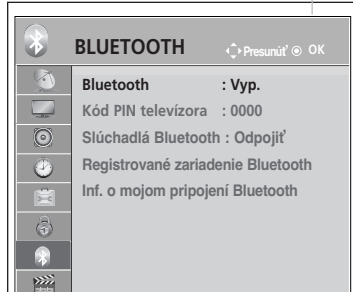 BLUETOOTH Presunúť OK
Bluetooth : Vyp.
Kód PIN televízora : 0000
Slúchadlá Bluetooth : Odpojiť
Registrované zariadenie Bluetooth
Inf. o mojom pripojení Bluetooth